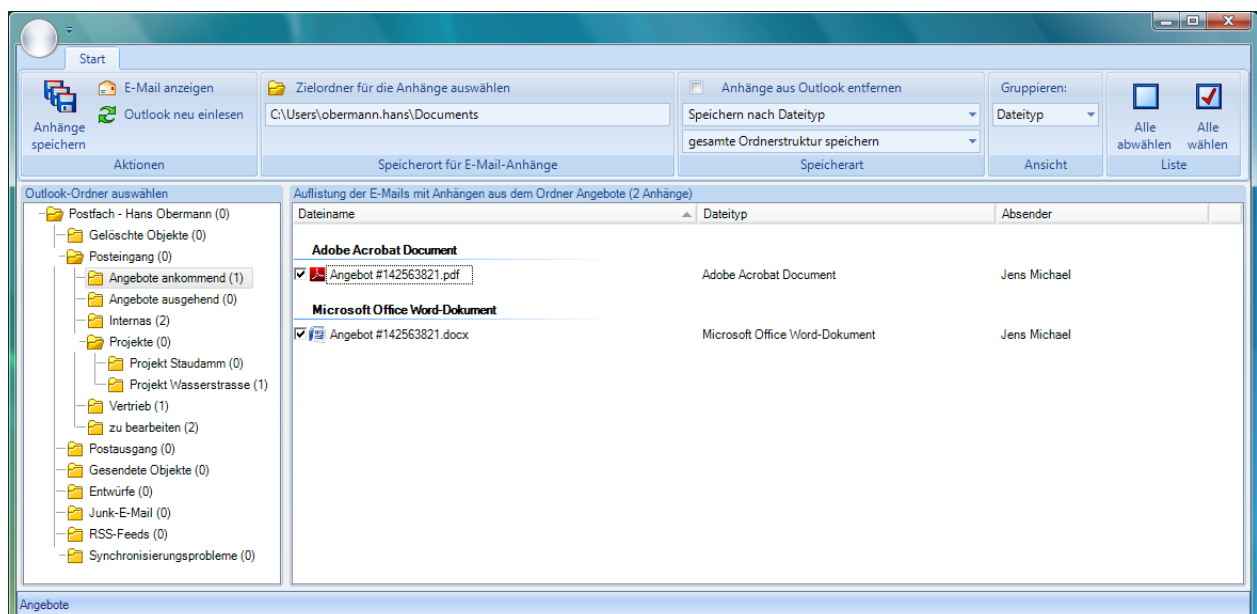 Start
E-Mail anzeigen
Outlook neu einlesen
Anhänge
speichern
Aktionen
Zielordner für die Anhänge auswählen
C:\Users\obermann.hans\Documents
Speicherort für E-Mail-Anhänge
Anhänge aus Outlook entfernen
Speichern nach Dateityp
gesamte Ordnerstruktur speichern
Speicherart
Gruppieren:
Dateityp
Ansicht
Alle
abwählen
Alle
wählen
Liste
Outlook-Ordner auswählen
Postfach - Hans Obermann (0)
Gelöschte Objekte (0)
Posteingang (0)
Angebote ankommend (1)
Angebote ausgehend (0)
Internas (2)
Projekte (0)
Projekt Staudamm (0)
Projekt Wasserstrasse (1)
Vertrieb (1)
zu bearbeiten (2)
Postausgang (0)
Gesendete Objekte (0)
Entwürfe (0)
Junk-E-Mail (0)
RSS-Feeds (0)
Synchronisierungsprobleme (0)
Auflistung der E-Mails mit Anhängen aus dem Ordner Angebote (2 Anhänge)
Dateiname Dateityp Absender
Adobe Acrobat Document
Angebot #142563821.pdf Adobe Acrobat Document Jens Michael
Microsoft Office Word-Dokument
Angebot #142563821.docx Microsoft Office Word-Dokument Jens Michael
Angebote